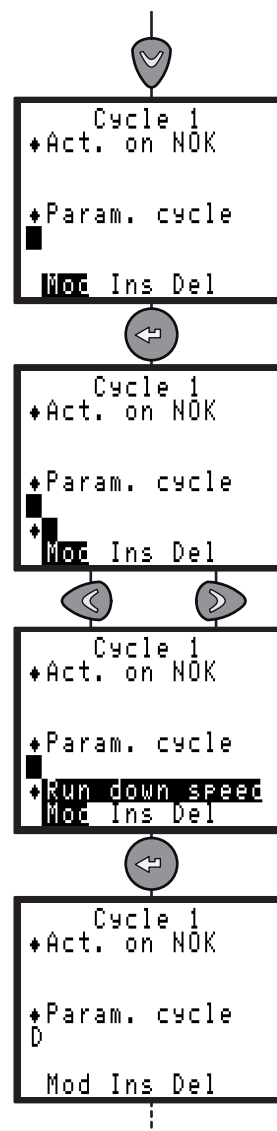 Cycle 1
♦Act. on NOK
♦Param. cycle
Mod Ins Del
Cycle 1
♦Act. on NOK
♦Param. cycle
♦
Mod Ins Del
Cycle 1
♦Act. on NOK
♦Param. cycle
♦Run down speed
Mod Ins Del
Cycle 1
♦Act. on NOK
♦Param. cycle
D
Mod Ins Del